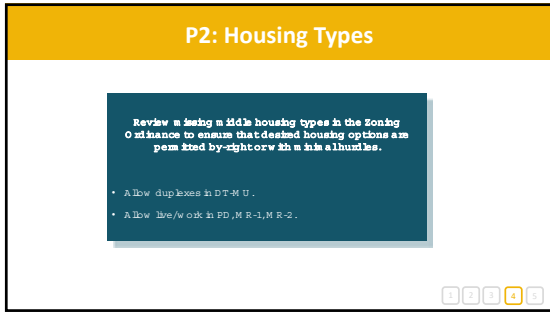 P2: Housing Types
Review missing middle housing types in the Zoning
Ordinance to ensure that desired housing options are
permitted by-right or with minimal hurdles.
• Allow duplexes in DT-MU.
• Allow live/work in PD, MR-1, MR-2.
1 2 3 4 5